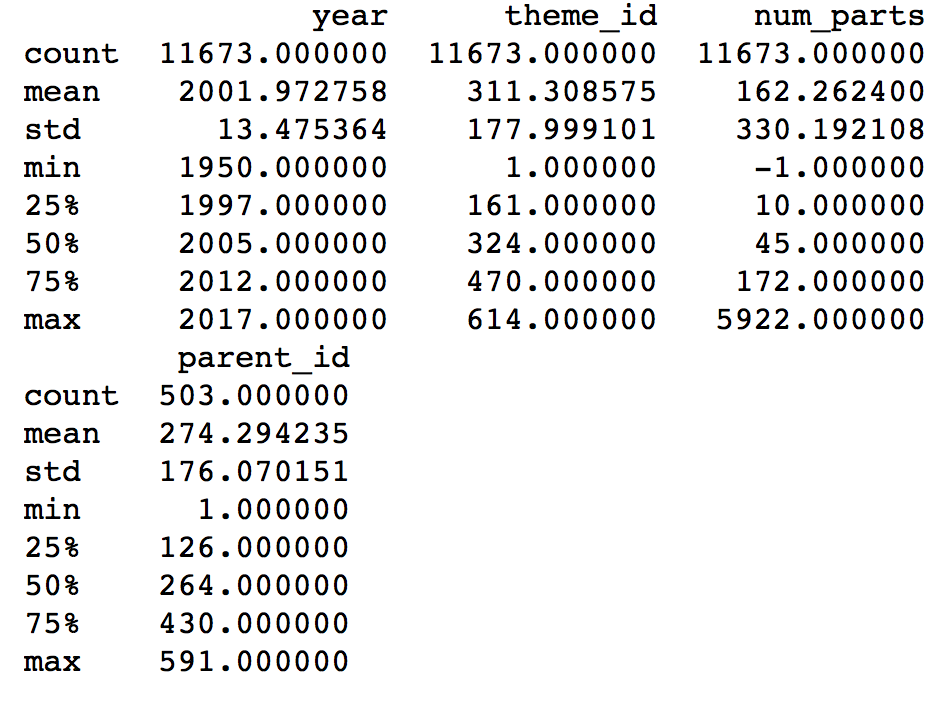 year theme_id num_parts
count 11673.000000 11673.000000 11673.000000
mean 2001.972758 311.308575 162.262400
std 13.475364 177.999101 330.192108
min 1950.000000 1.000000 -1.000000
25% 1997.000000 161.000000 10.000000
50% 2005.000000 324.000000 45.000000
75% 2012.000000 470.000000 172.000000
max 2017.000000 614.000000 5922.000000
parent_id
count 503.000000
mean 274.294235
std 176.070151
min 1.000000
25% 126.000000
50% 264.000000
75% 430.000000
max 591.000000